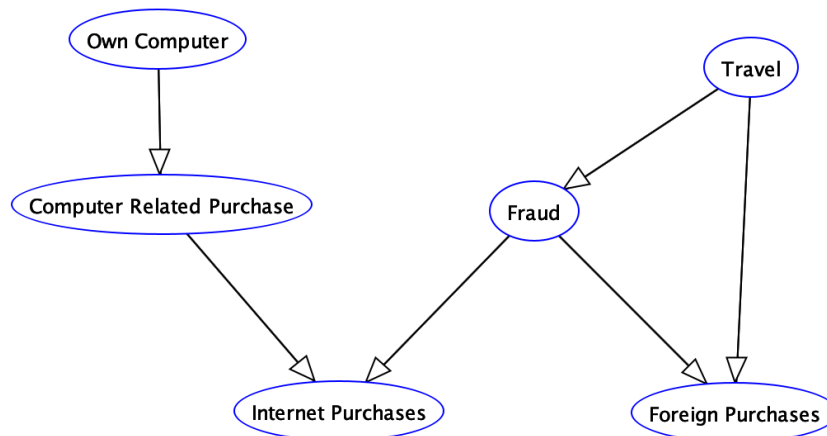 Own Computer
Travel
Computer Related Purchase
Fraud
Internet Purchases
Foreign Purchases